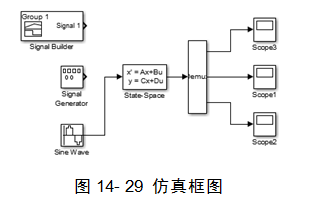 Group 1
Signal 1
Signal Builder
Scope3
Signal
Generator
x' = Ax+Bu
y = Cx+Du
State-Space
emu
Scope1
Sine Wave
Scope2
图 14- 29 仿真框图